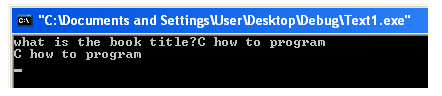 "C:\Documents and Settings\User\Desktop\Debug\Text1.exe"
what is the book title?C how to program
C how to program